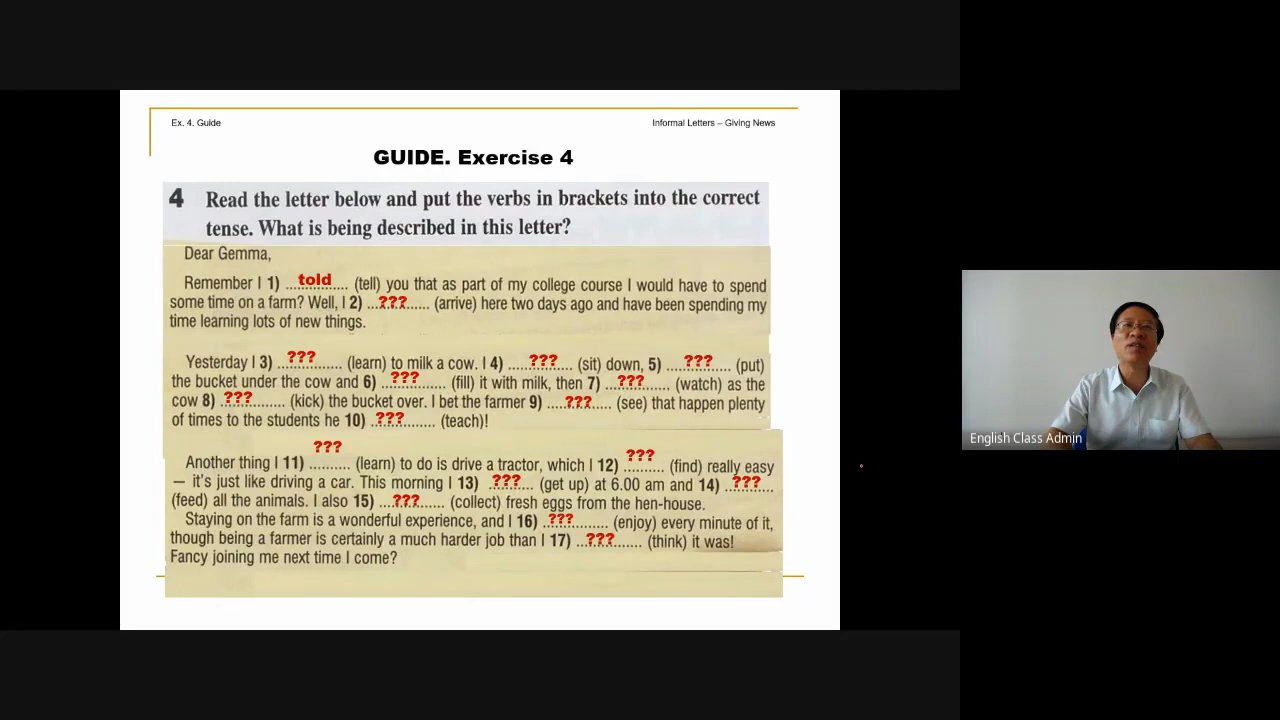 Ex. 4. Guide
Informal Letters – Giving News
GUIDE. Exercise 4
4 Read the letter below and put the verbs in brackets into the correct
tense. What is being described in this letter?
Dear Gemma,
Remember I 1) ...told... (tell) you that as part of my college course I would have to spend
some time on a farm? Well, I 2) ...???... (arrive) here two days ago and have been spending my
time learning lots of new things.
Yesterday I 3) ...???... (learn) to milk a cow. I 4) ...???... (sit) down, 5) ...???... (put)
the bucket under the cow and 6) ...???... (fill) it with milk, then 7) ...???... (watch) as the
cow 8) ...???... (kick) the bucket over. I bet the farmer 9) ...???... (see) that happen plenty
of times to the students he 10) ...???... (teach)!
Another thing I 11) ...???... (learn) to do is drive a tractor, which I 12) ...???... (find) really easy
— it's just like driving a car. This morning I 13) ...???... (get up) at 6.00 am and 14) ...???...
(feed) all the animals. I also 15) ...???... (collect) fresh eggs from the hen-house.
Staying on the farm is a wonderful experience, and I 16) ...???... (enjoy) every minute of it,
though being a farmer is certainly a much harder job than I 17) ...???... (think) it was!
Fancy joining me next time I come?
English Class Admin